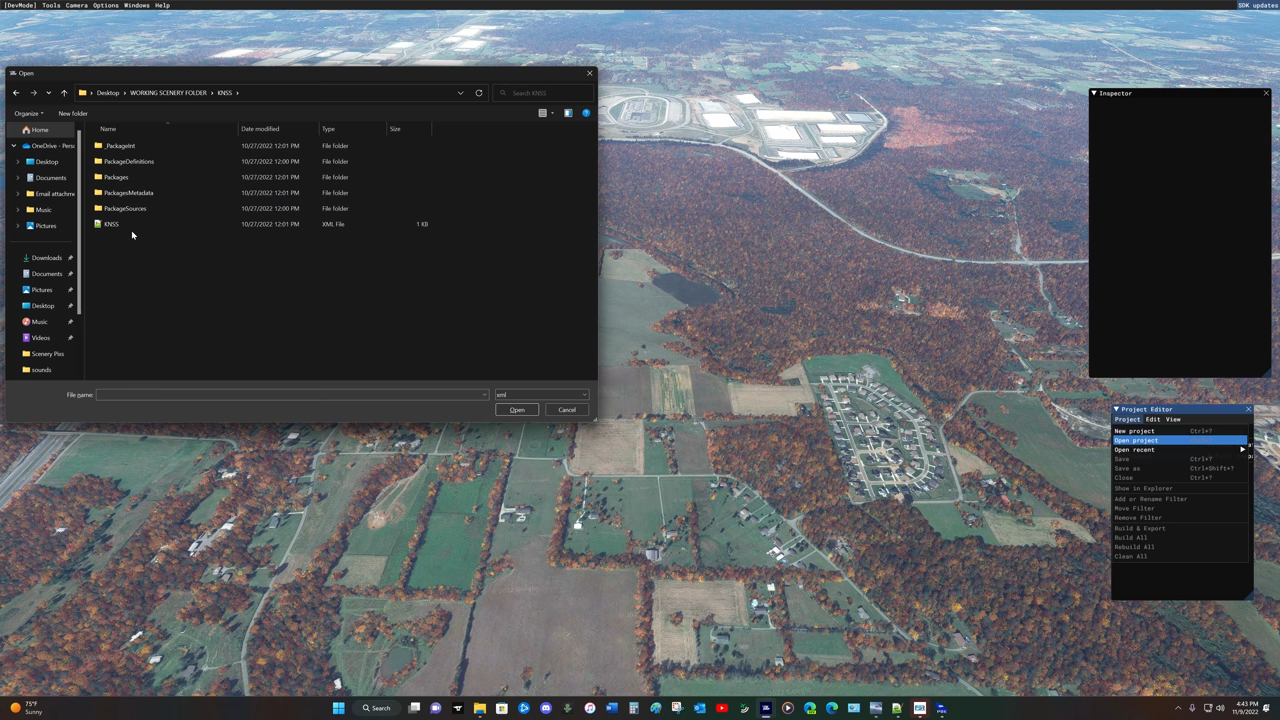 [DevMode] Tools Camera Options Windows Help
SDK updates
Open
Desktop › WORKING SCENERY FOLDER › KNSS ›
Search KNSS
Organize
New folder
Name Date modified Type Size
Home
OneDrive - Perso
Desktop
Documents
Email attachme
Music
Pictures
Downloads
Documents
Pictures
Desktop
Music
Videos
Scenery Pixs
sounds
_PackageInt 10/27/2022 12:01 PM File folder
PackageDefinitions 10/27/2022 12:00 PM File folder
Packages 10/27/2022 12:01 PM File folder
PackagesMetadata 10/27/2022 12:01 PM File folder
PackageSources 10/27/2022 12:00 PM File folder
KNSS 10/27/2022 12:01 PM XML File 1 KB
File name:
xml
Open
Cancel
Inspector
Project Editor
Project Edit View
New project Ctrl+?
Open project
Open recent
Save Ctrl+?
Save as Ctrl+Shift+?
Close Ctrl+?
Show in Explorer
Add or Rename Filter
Move Filter
Remove Filter
Build & Export
Build All
Rebuild All
Clean All
75°F
Sunny
Search
4:43 PM
11/9/2022